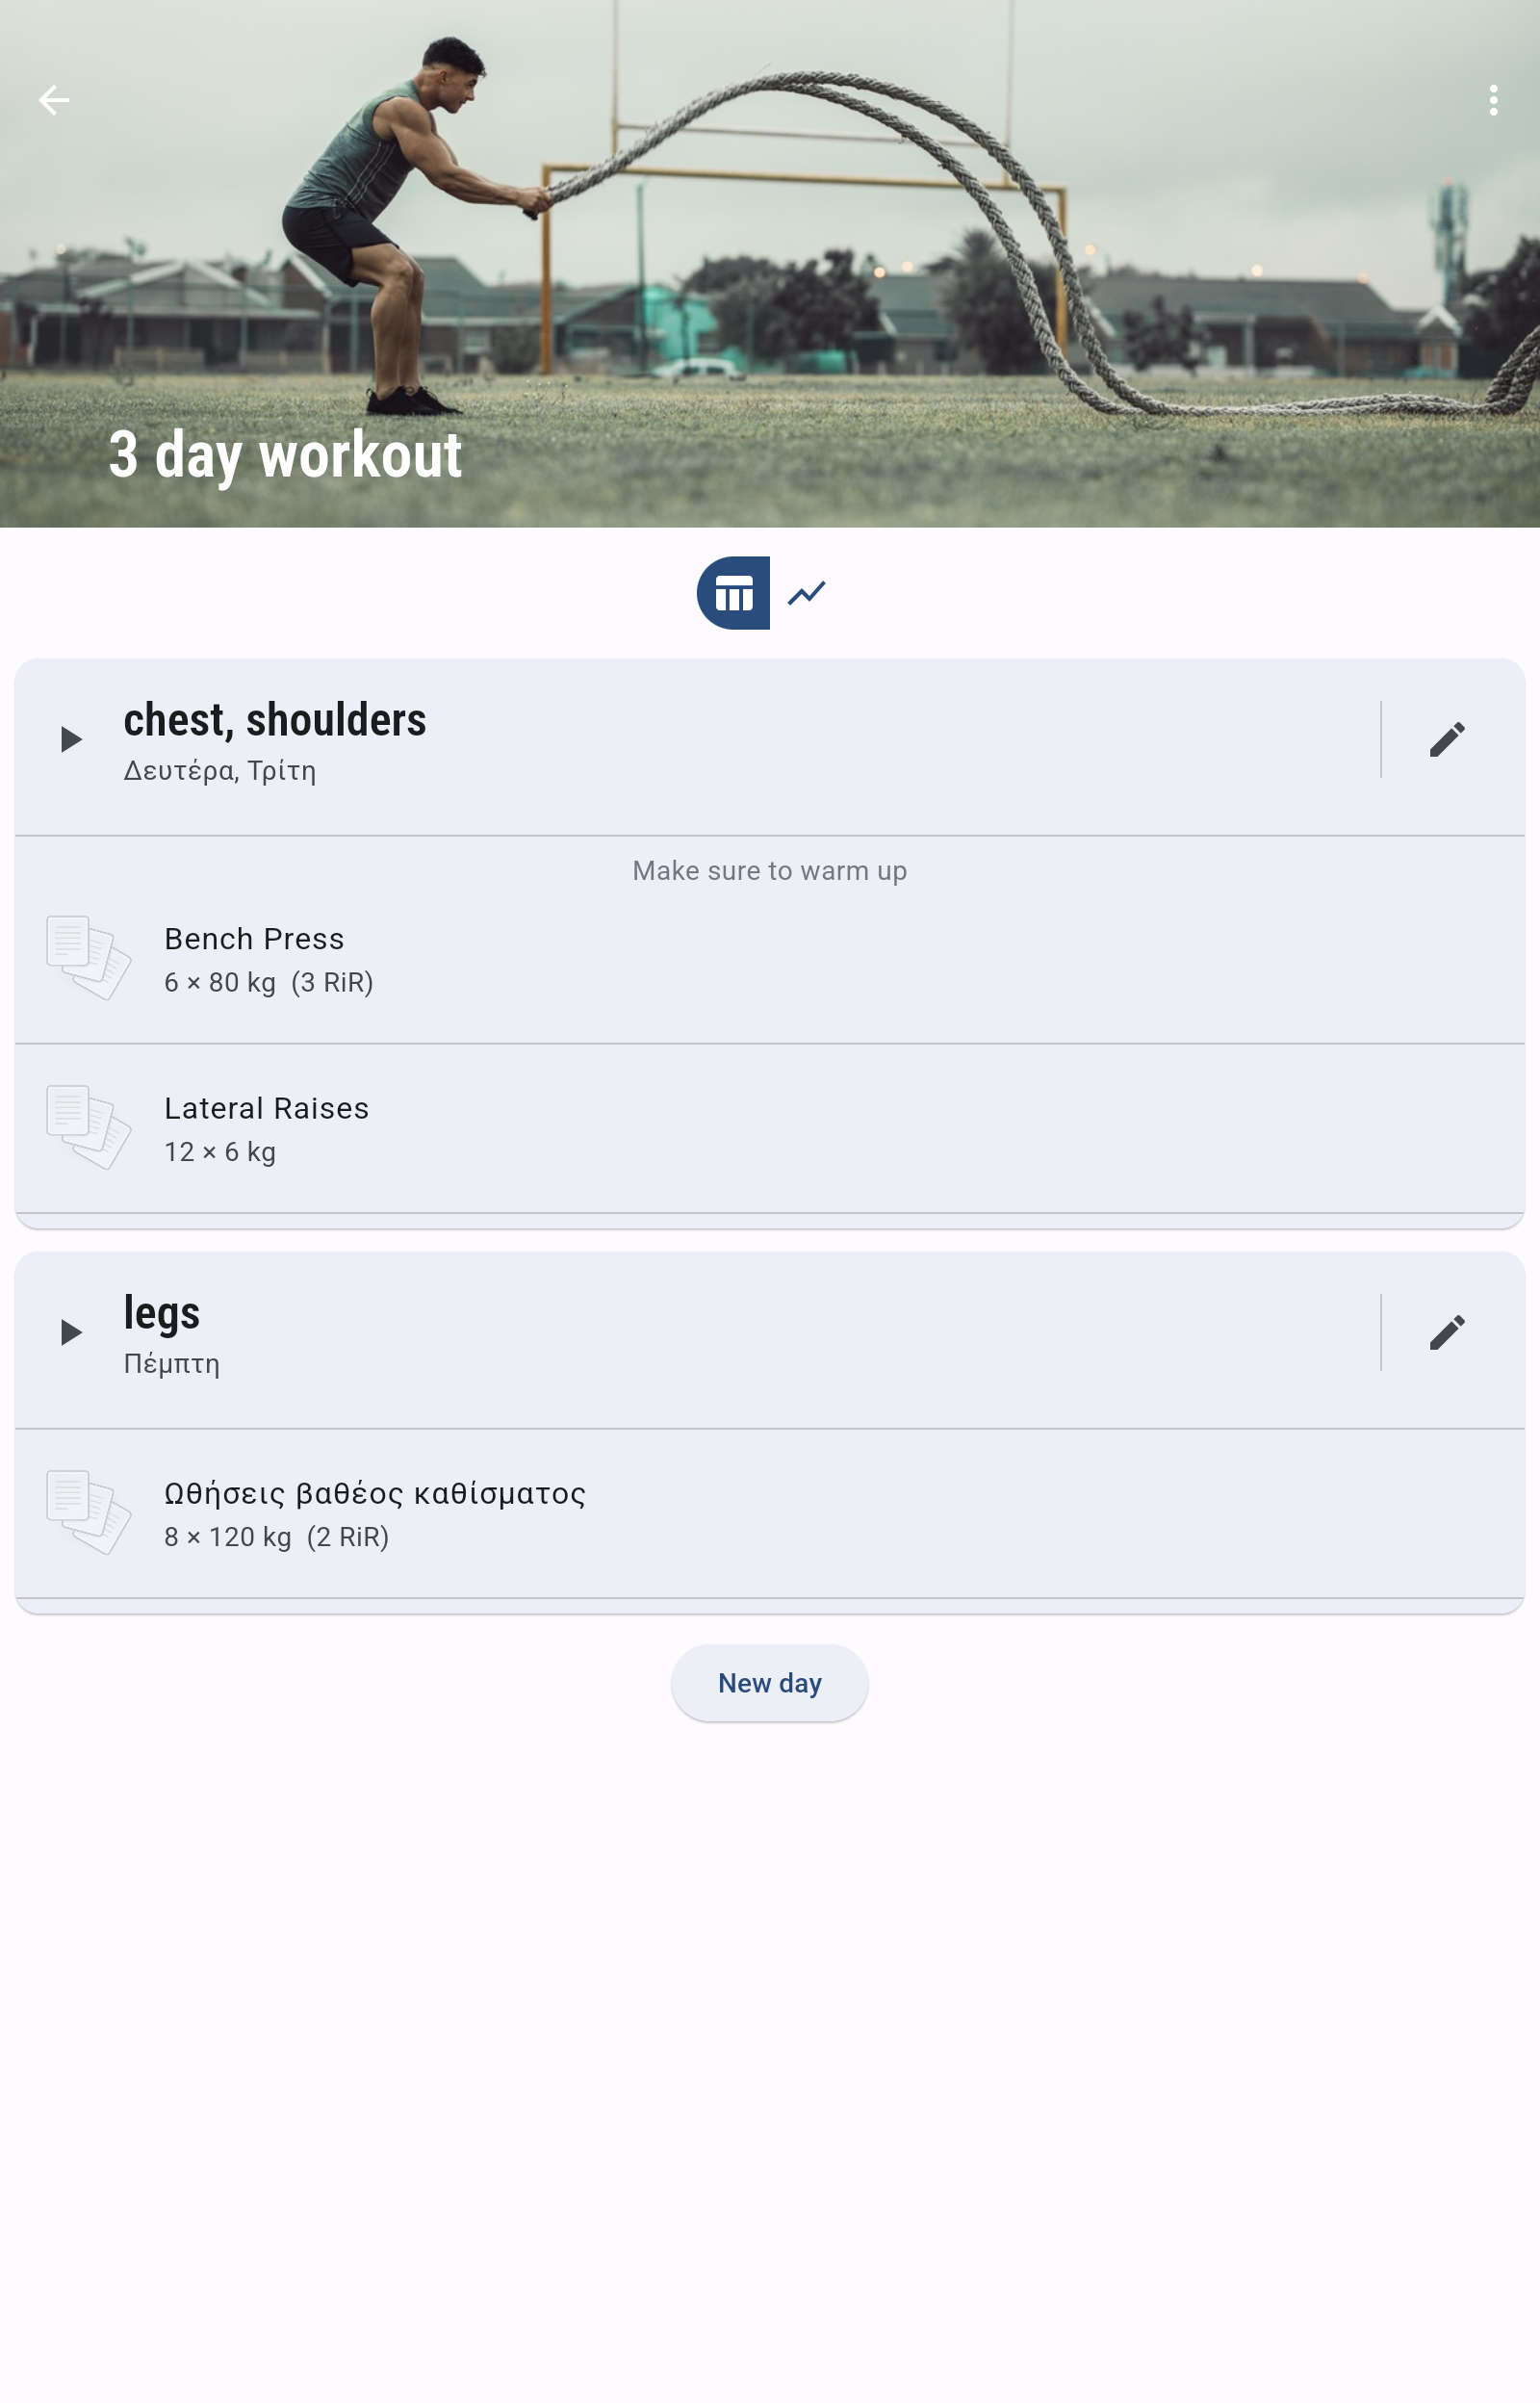 3 day workout
chest, shoulders
Δευτέρα, Τρίτη
Make sure to warm up
Bench Press
6 × 80 kg  (3 RiR)
Lateral Raises
12 × 6 kg
legs
Πέμπτη
Ωθήσεις βαθέος καθίσματος
8 × 120 kg  (2 RiR)
New day